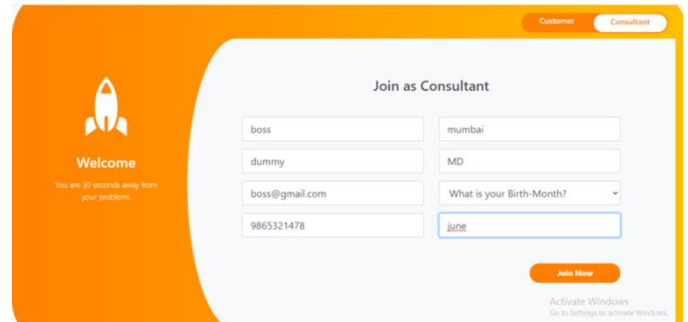 Customer
Consultant
Join as Consultant
Welcome
You are 30 seconds away from
your problems
boss
mumbai
dummy
MD
boss@gmail.com
What is your Birth-Month?
9865321478
june
Join Now
Activate Windows
Go to Settings to activate Windows.